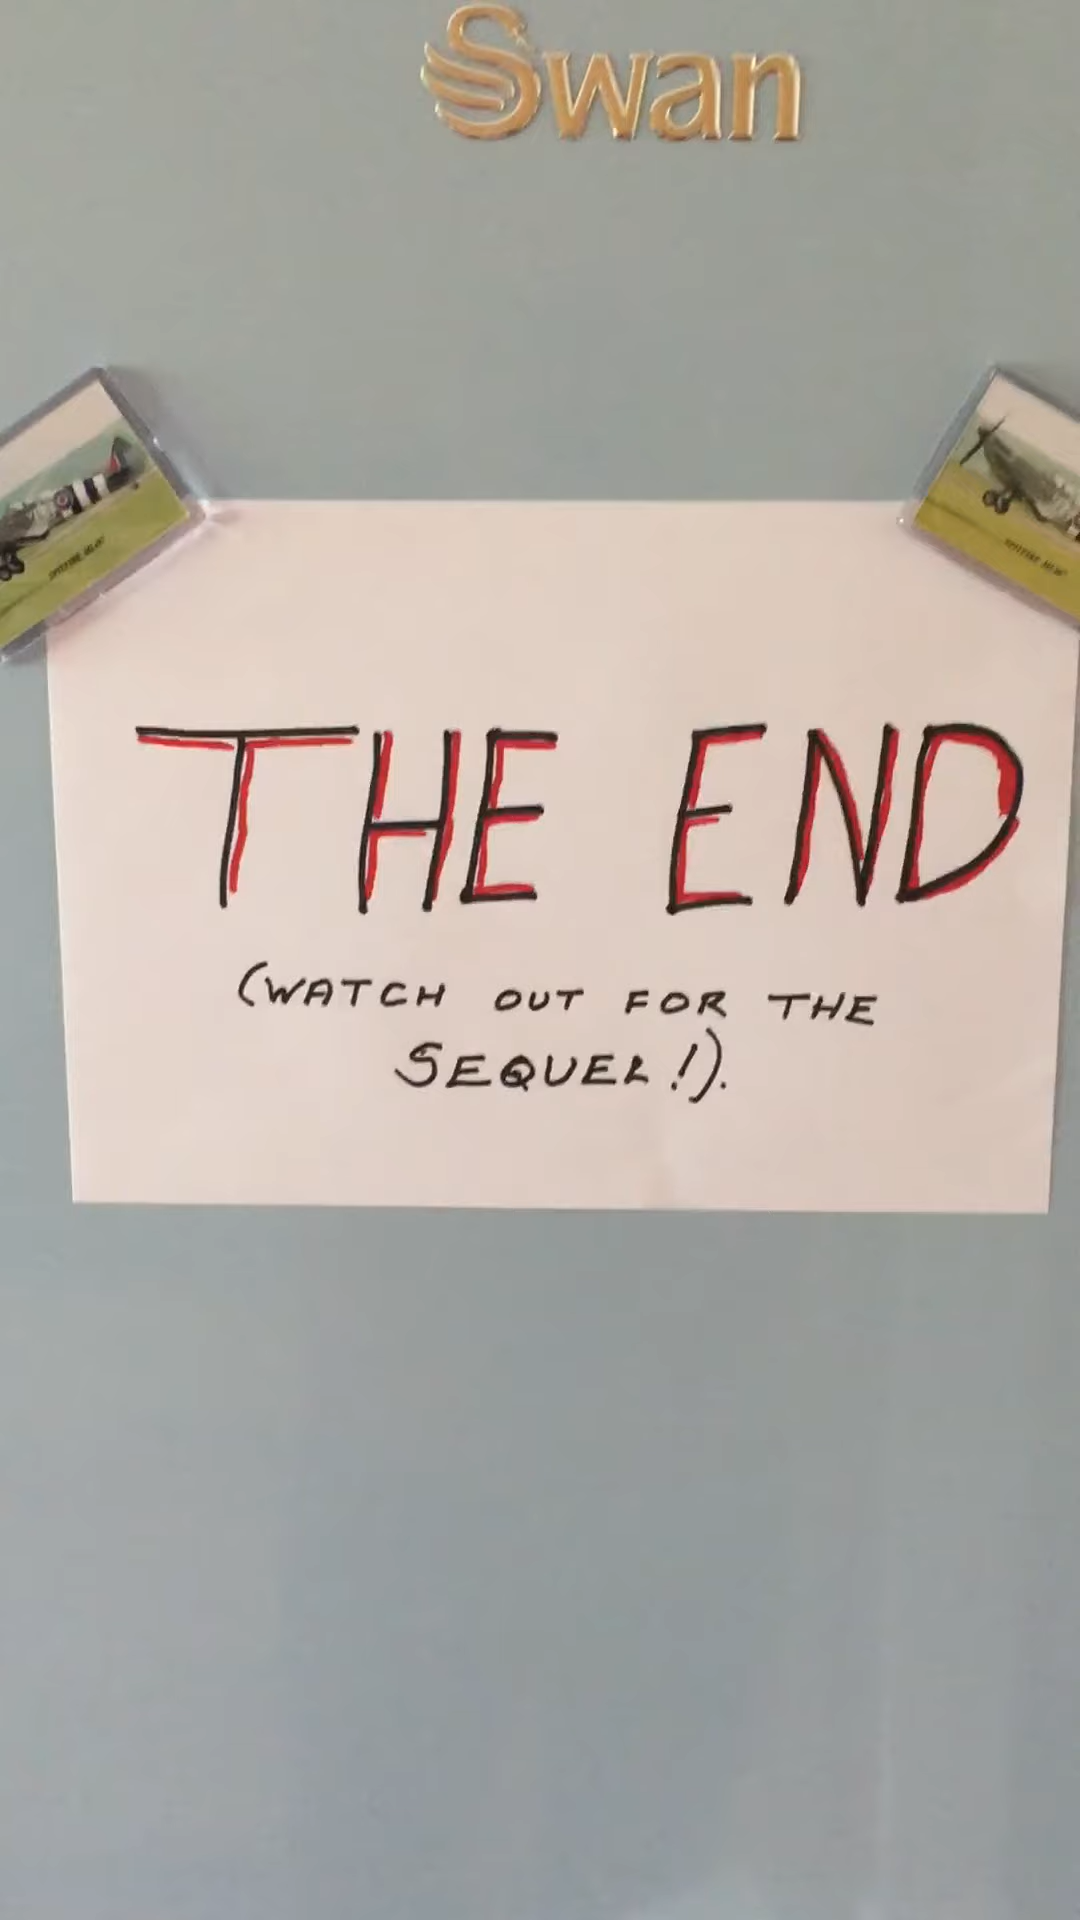 Swan
THE END
(WATCH OUT FOR THE
SEQUEL!).